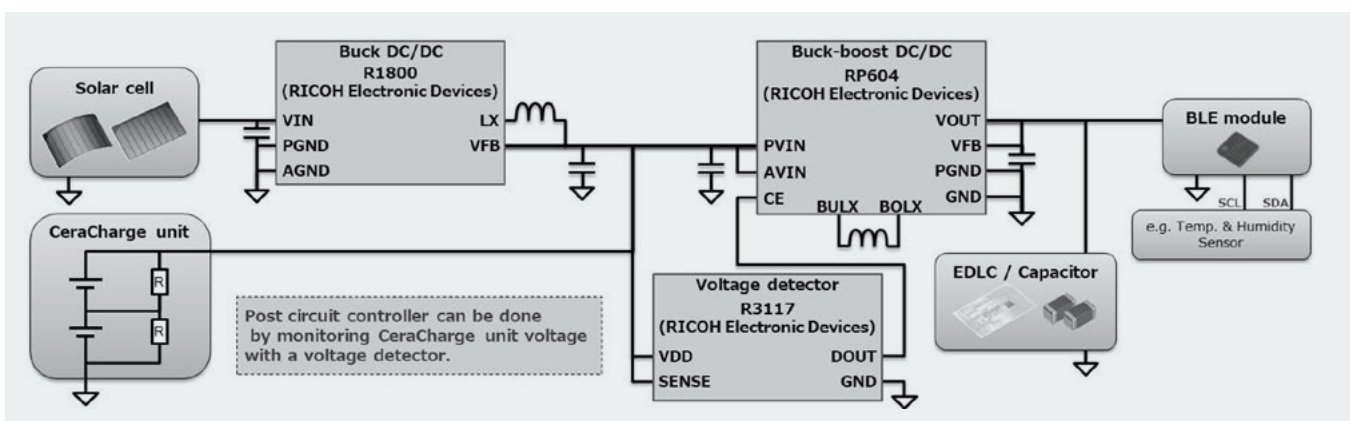 Solar cell
Buck DC/DC
R1800
(RICOH Electronic Devices)
VIN
LX
PGND
VFB
AGND
Buck-boost DC/DC
RP604
(RICOH Electronic Devices)
VOUT
PVIN
VFB
AVIN
PGND
CE
GND
BULX
BOLX
BLE module
SCL
SDA
e.g. Temp. & Humidity
Sensor
CeraCharge unit
R
R
Post circuit controller can be done
by monitoring CeraCharge unit voltage
with a voltage detector.
Voltage detector
R3117
(RICOH Electronic Devices)
VDD
DOUT
SENSE
GND
EDLC / Capacitor